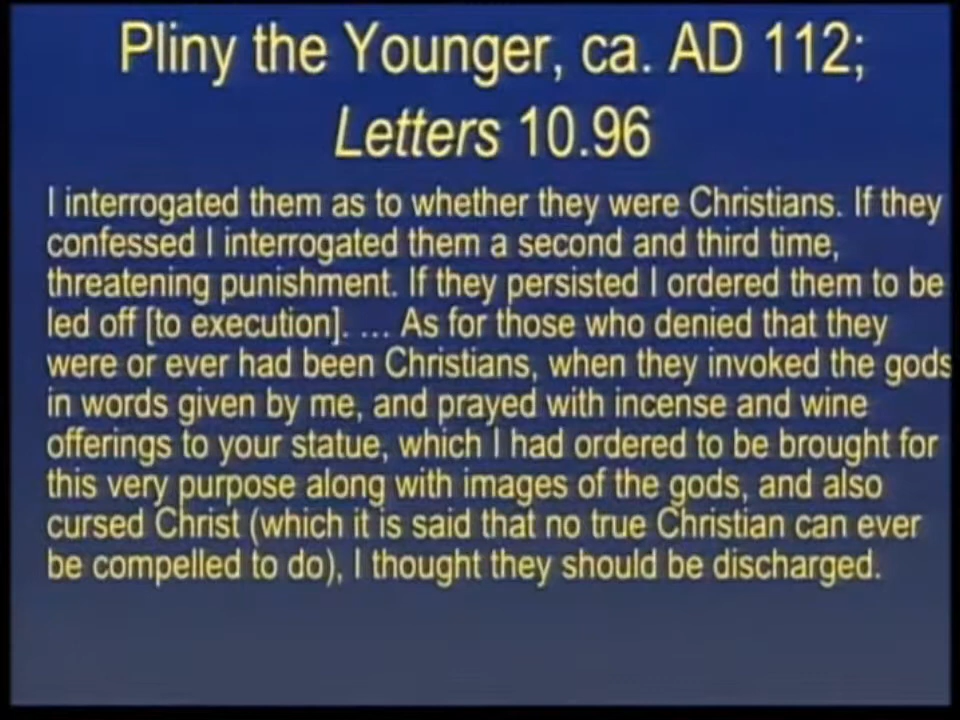 Pliny the Younger, ca. AD 112;
Letters 10.96
I interrogated them as to whether they were Christians. If they
confessed I interrogated them a second and third time,
threatening punishment. If they persisted I ordered them to be
led off [to execution]. … As for those who denied that they
were or ever had been Christians, when they invoked the gods
in words given by me, and prayed with incense and wine
offerings to your statue, which I had ordered to be brought for
this very purpose along with images of the gods, and also
cursed Christ (which it is said that no true Christian can ever
be compelled to do), I thought they should be discharged.